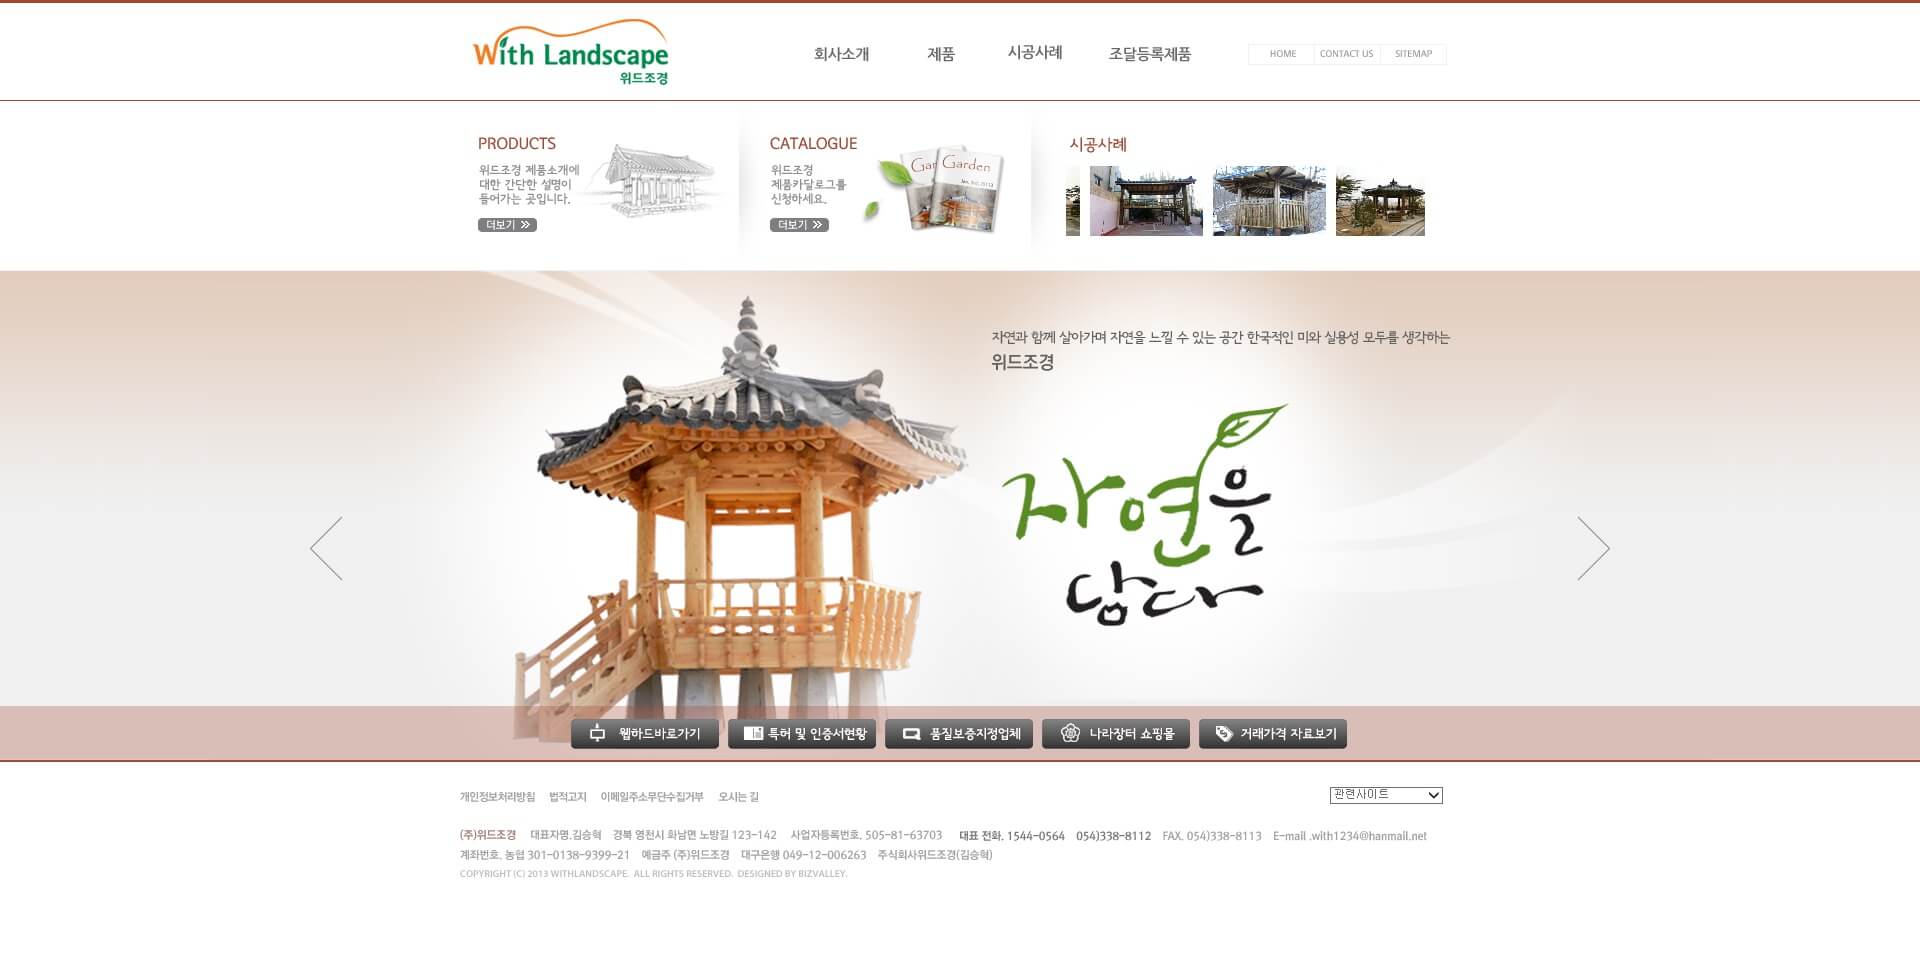 With Landscape
위드조경
회사소개 제품 시공사례 조달등록제품
HOME CONTACT US SITEMAP
PRODUCTS
위드조경 제품소개에
대한 간단한 설명이
들어가는 곳입니다.
더보기
CATALOGUE
위드조경
제품카달로그를
신청하세요.
더보기
Garden
시공사례
자연과 함께 살아가며 자연을 느낄 수 있는 공간 한국적인 미와 실용성 모두를 생각하는
위드조경
자연을
담다
웹하드바로가기 특허 및 인증서현황 품질보증지정업체 나라장터 쇼핑몰 거래가격 자료보기
개인정보처리방침 법적고지 이메일주소무단수집거부 오시는 길
관련사이트
(주)위드조경 대표자명.김승혁 경북 영천시 화남면 노방길 123-142 사업자등록번호. 505-81-63703 대표 전화. 1544-0564 054)338-8112 FAX. 054)338-8113 E-mail .with1234@hanmail.net
계좌번호. 농협 301-0138-9399-21 예금주 (주)위드조경 대구은행 049-12-006263 주식회사위드조경(김승혁)
COPYRIGHT (C) 2013 WITHLANDSCAPE. ALL RIGHTS RESERVED. DESIGNED BY BIZVALLEY.